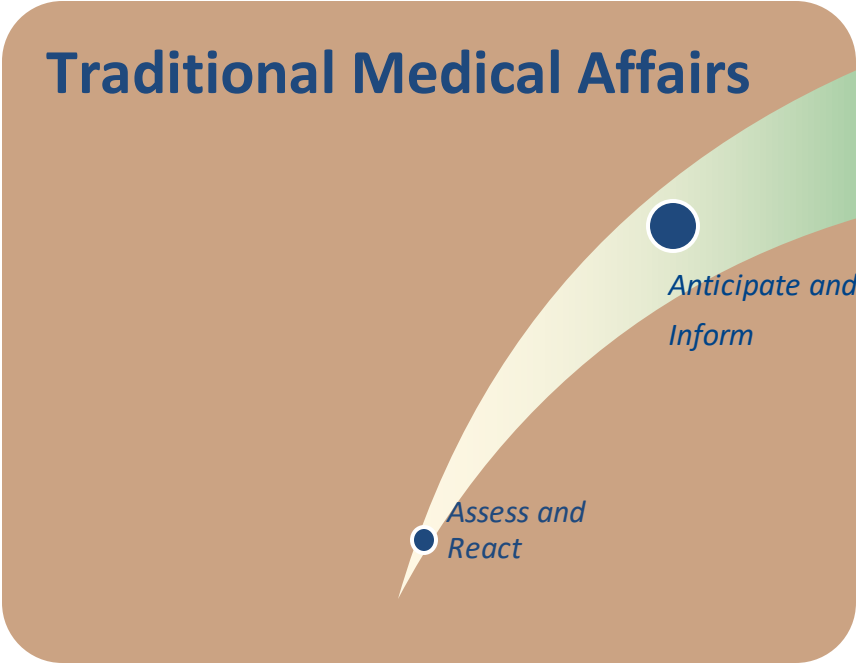 Traditional Medical Affairs
Anticipate and
Inform
Assess and
React